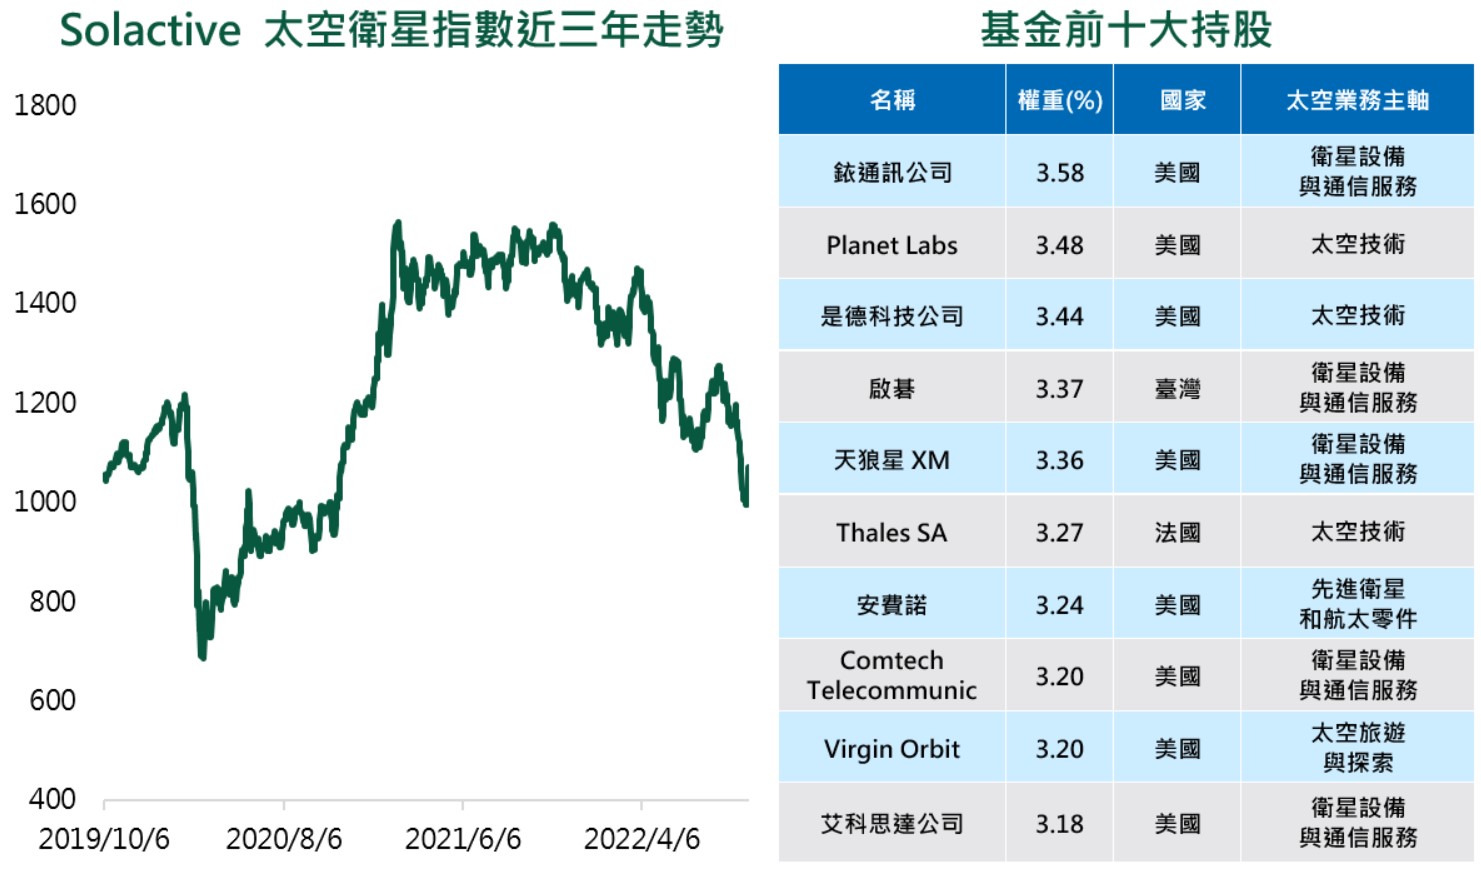 Solactive 太空衛星指數近三年走勢
1800
1600
1400
1200
1000
800
600
400
2019/10/6
2020/8/6
2021/6/6
2022/4/6
基金前十大持股
名稱 權重(%) 國家 太空業務主軸
銥通訊公司 3.58 美國 衛星設備
與通信服務
Planet Labs 3.48 美國 太空技術
是德科技公司 3.44 美國 太空技術
啟碁 3.37 臺灣 衛星設備
與通信服務
天狼星 XM 3.36 美國 衛星設備
與通信服務
Thales SA 3.27 法國 太空技術
安費諾 3.24 美國 先進衛星
和航太零件
Comtech
Telecommunic 3.20 美國 衛星設備
與通信服務
Virgin Orbit 3.20 美國 太空旅遊
與探索
艾科思達公司 3.18 美國 衛星設備
與通信服務